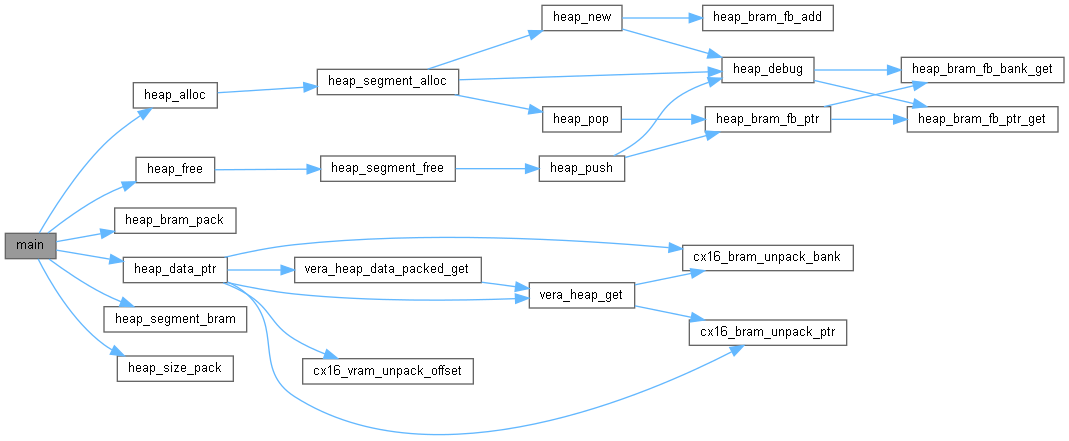 main
heap_alloc
heap_segment_alloc
heap_new
heap_bram_fb_add
heap_debug
heap_bram_fb_bank_get
heap_bram_fb_ptr_get
heap_pop
heap_bram_fb_ptr
heap_free
heap_segment_free
heap_push
heap_bram_pack
heap_data_ptr
vera_heap_data_packed_get
vera_heap_get
cx16_bram_unpack_bank
cx16_bram_unpack_ptr
cx16_vram_unpack_offset
heap_segment_bram
heap_size_pack